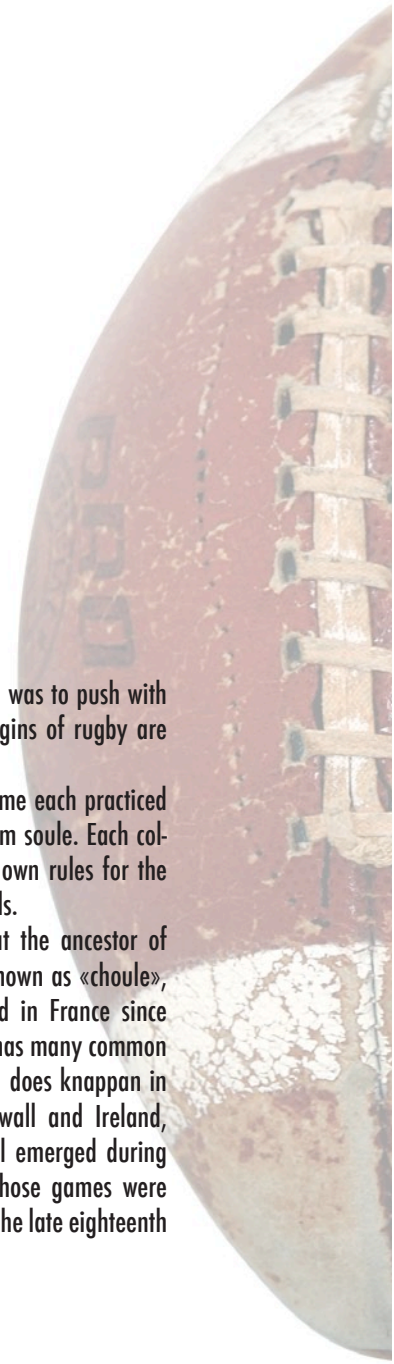 PRO
was to push with
gins of rugby are
me each practiced
m soule. Each col-
own rules for the
ls.
t the ancestor of
nown as «choule»,
d in France since
has many common
does knappan in
wall and Ireland,
l emerged during
hose games were
he late eighteenth